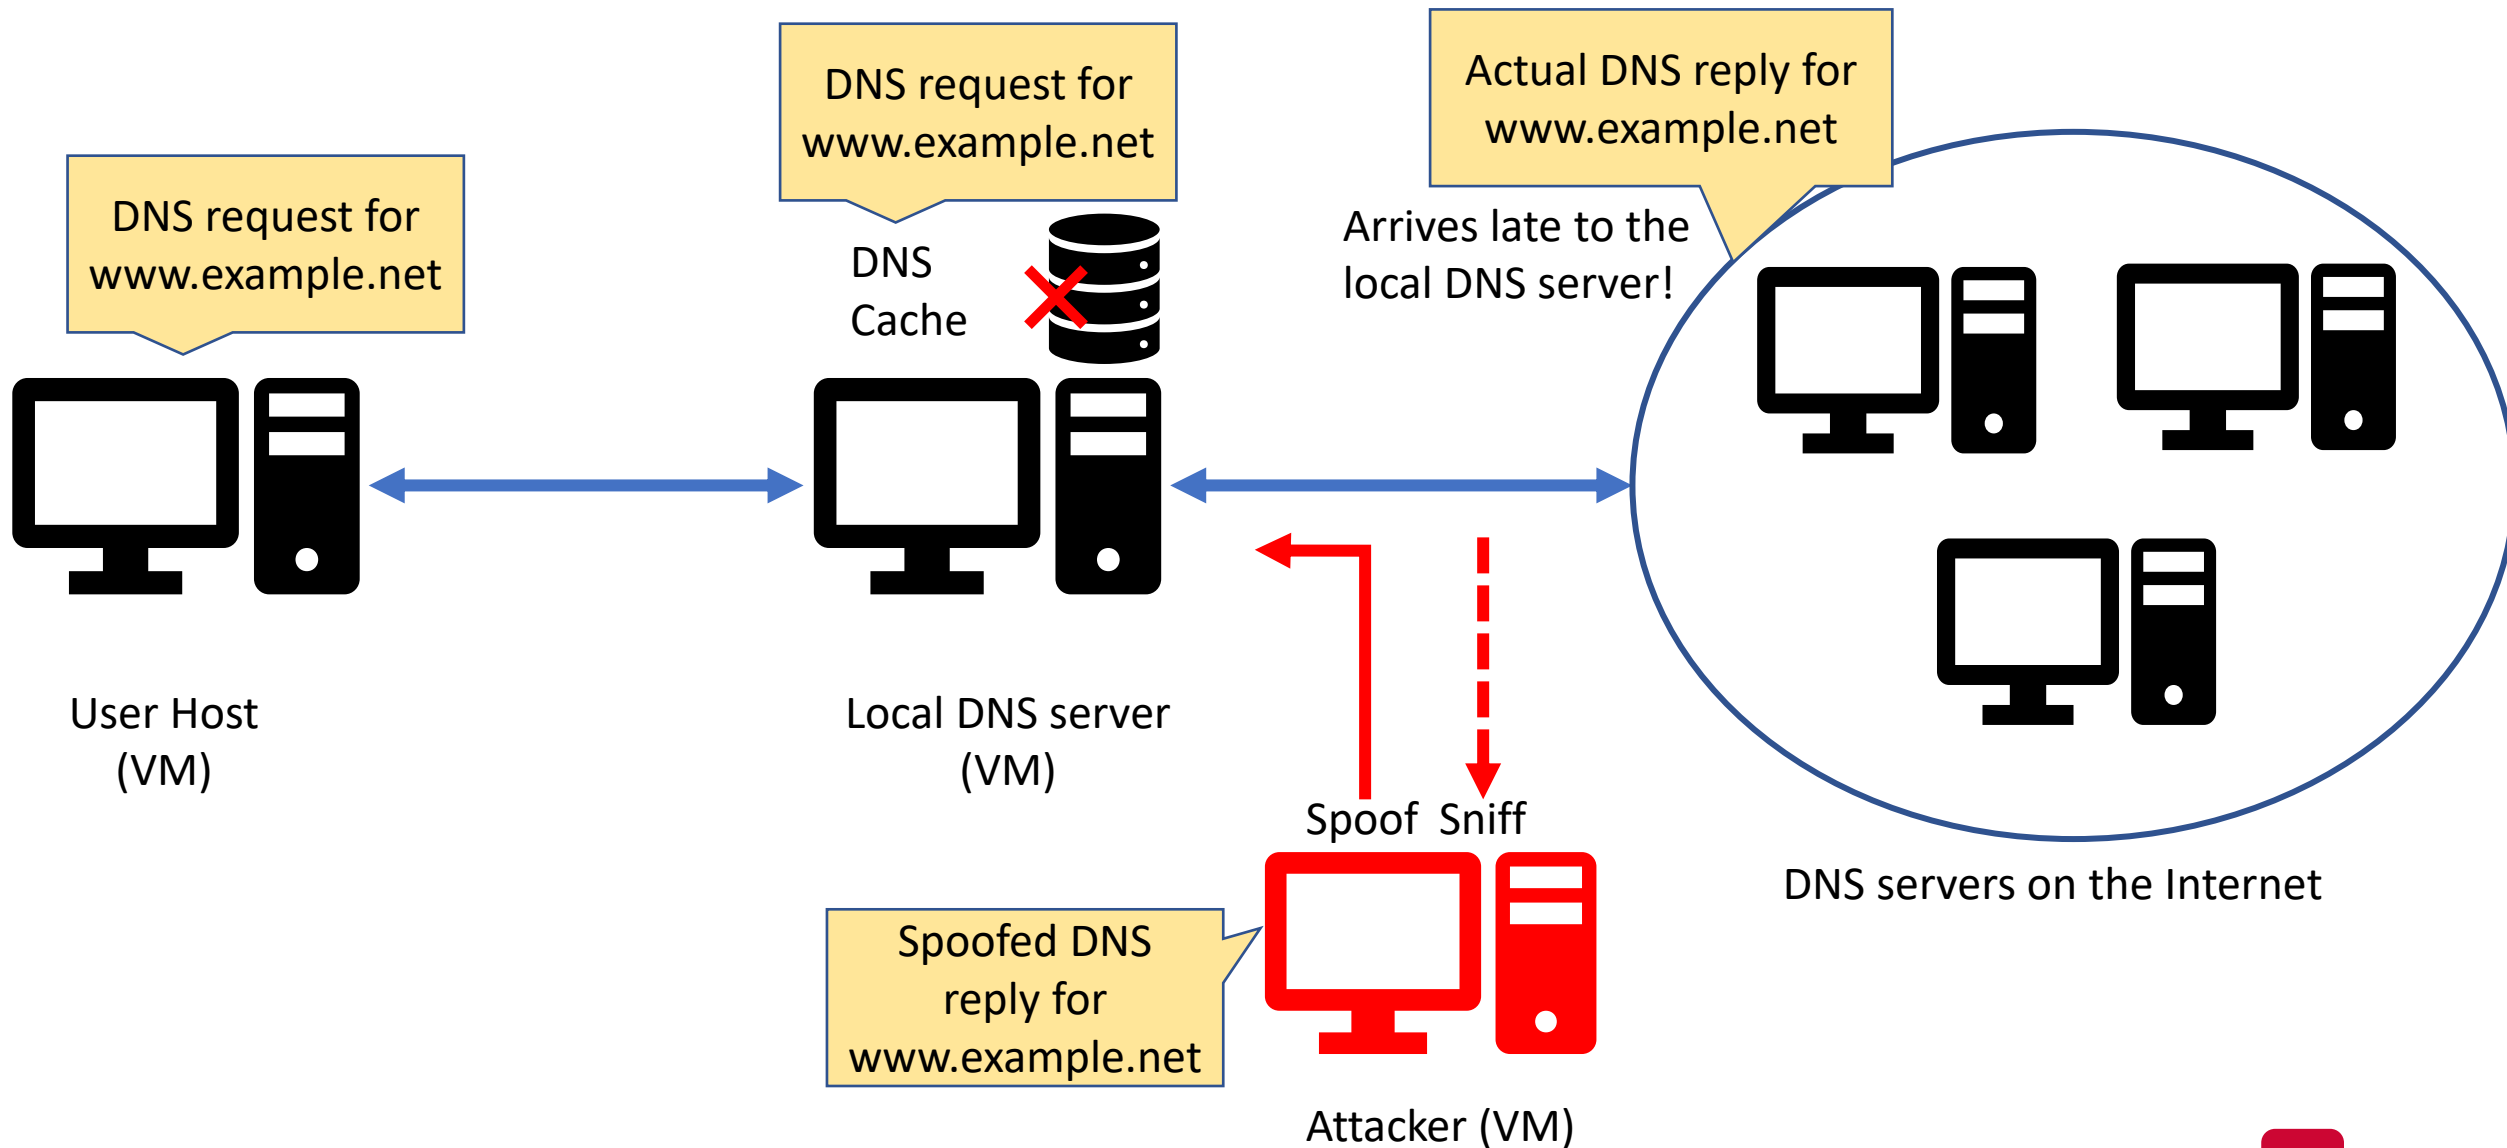 DNS request for
www.example.net
DNS request for
www.example.net
Actual DNS reply for
www.example.net
DNS
Cache
Arrives late to the
local DNS server!
User Host
(VM)
Local DNS server
(VM)
Spoof Sniff
DNS servers on the Internet
Spoofed DNS
reply for
www.example.net
Attacker (VM)